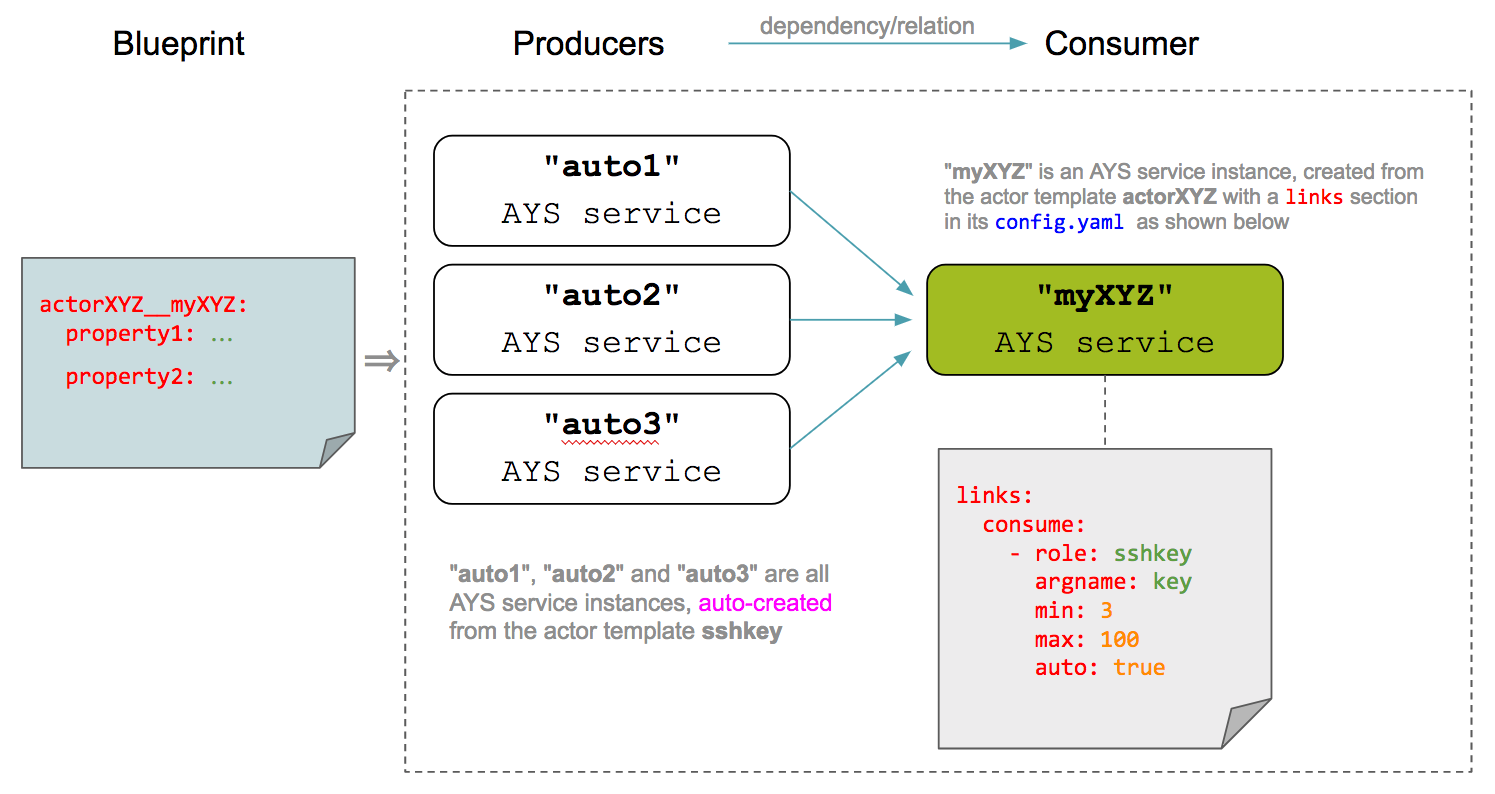 Blueprint
Producers
dependency/relation
Consumer
actorXYZ__myXYZ:
property1: ...
property2: ...
⇒
"auto1"
AYS service
"auto2"
AYS service
"auto3"
AYS service
"auto1", "auto2" and "auto3" are all
AYS service instances, auto-created
from the actor template sshkey
"myXYZ" is an AYS service instance, created from
the actor template actorXYZ with a links section
in its config.yaml as shown below
"myXYZ"
AYS service
links:
consume:
- role: sshkey
argname: key
min: 3
max: 100
auto: true